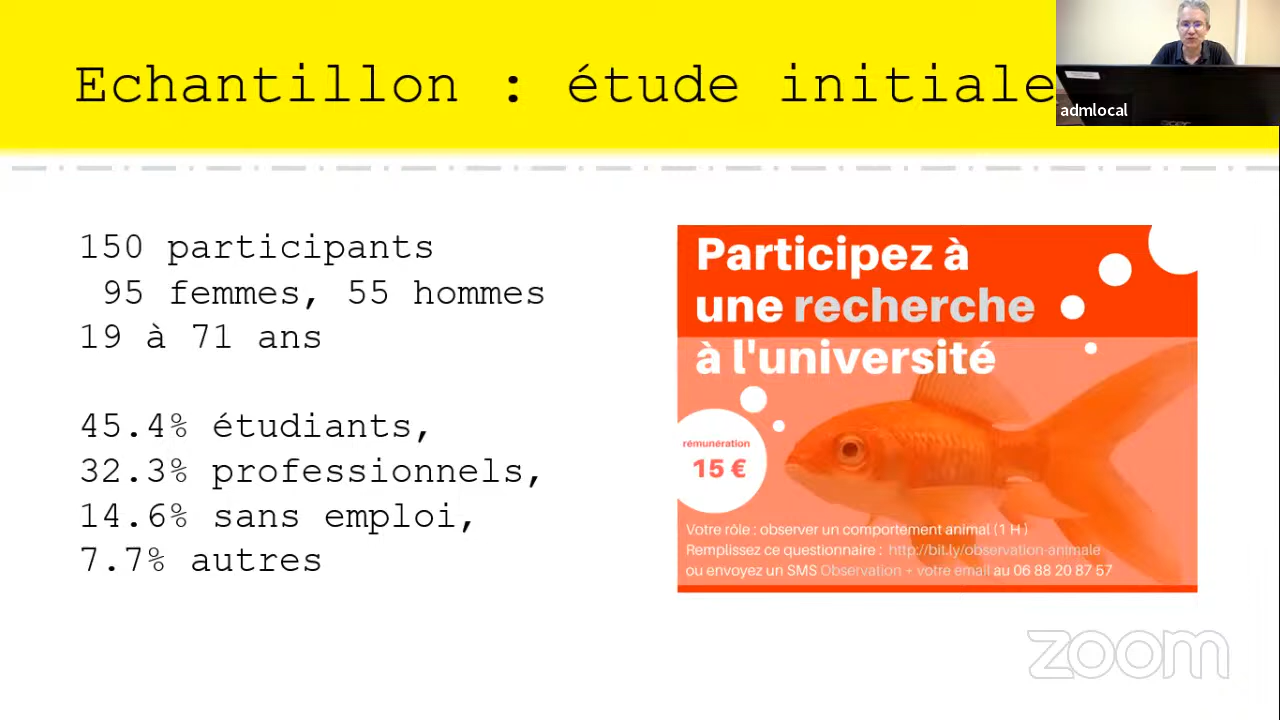 Echantillon : étude initiale
admlocal
150 participants
95 femmes, 55 hommes
19 à 71 ans
45.4% étudiants,
32.3% professionnels,
14.6% sans emploi,
7.7% autres
Participez à
une recherche
à l'université
rémunération
15 €
Votre rôle : observer un comportement animal (1 H )
Remplissez ce questionnaire : http://bit.ly/observation-animale
ou envoyez un SMS Observation + votre email au 06 88 20 87 57
zoom